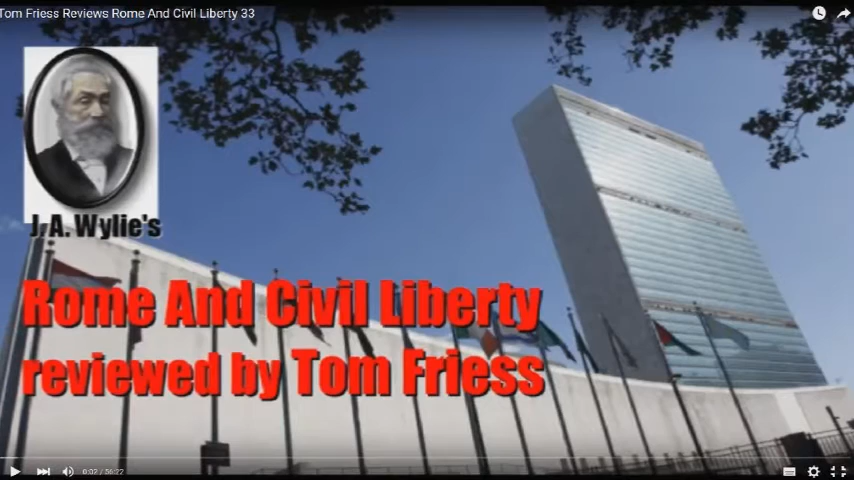 Tom Friess Reviews Rome And Civil Liberty 33
J.A. Wylie's
Rome And Civil Liberty
reviewed by Tom Friess
0:02 / 56:22